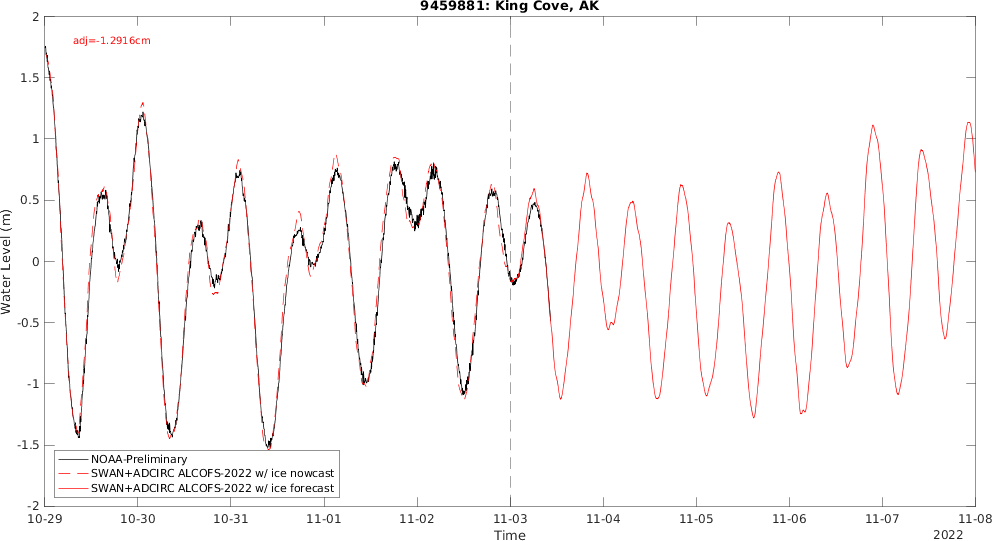 9459881: King Cove, AK
adj=-1.2916cm
2
1.5
1
0.5
0
-0.5
-1
-1.5
-2
Water Level (m)
NOAA-Preliminary
SWAN+ADCIRC ALCOFS-2022 w/ ice nowcast
SWAN+ADCIRC ALCOFS-2022 w/ ice forecast
10-29 10-30 10-31 11-01 11-02 11-03 11-04 11-05 11-06 11-07 11-08
Time
2022